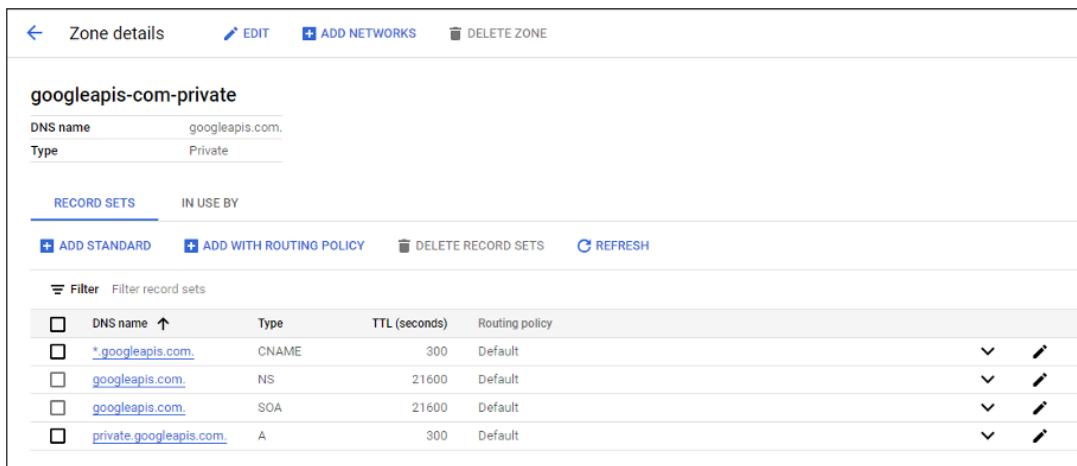 Zone details EDIT ADD NETWORKS DELETE ZONE
googleapis-com-private
DNS name googleapis.com.
Type Private
RECORD SETS IN USE BY
ADD STANDARD ADD WITH ROUTING POLICY DELETE RECORD SETS REFRESH
Filter Filter record sets
DNS name Type TTL (seconds) Routing policy
*.googleapis.com. CNAME 300 Default
googleapis.com. NS 21600 Default
googleapis.com. SOA 21600 Default
private.googleapis.com. A 300 Default